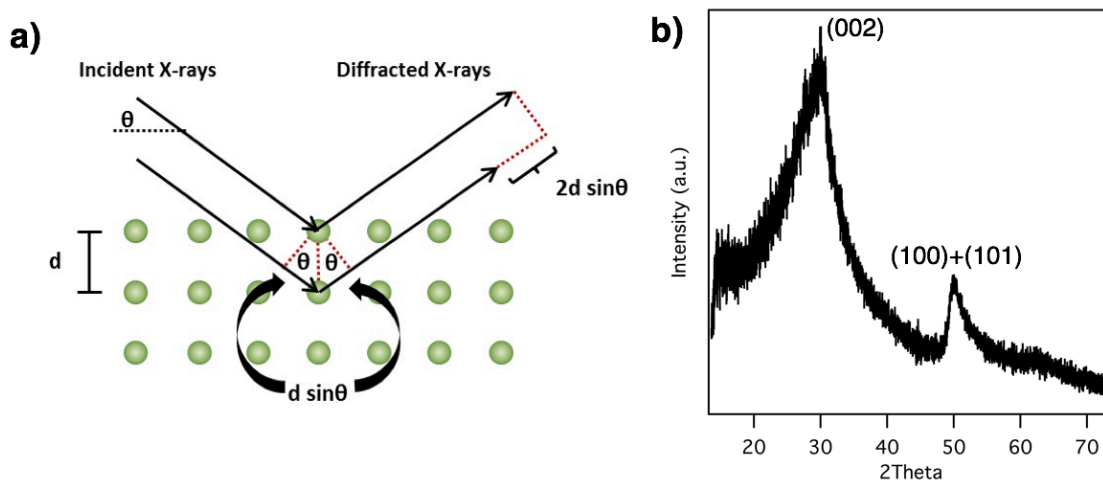 a)
Incident X-rays
Diffracted X-rays
θ
2d sinθ
d
θ θ
d sinθ
b)
(002)
(100)+(101)
Intensity (a.u.)
20 30 40 50 60 70
2Theta